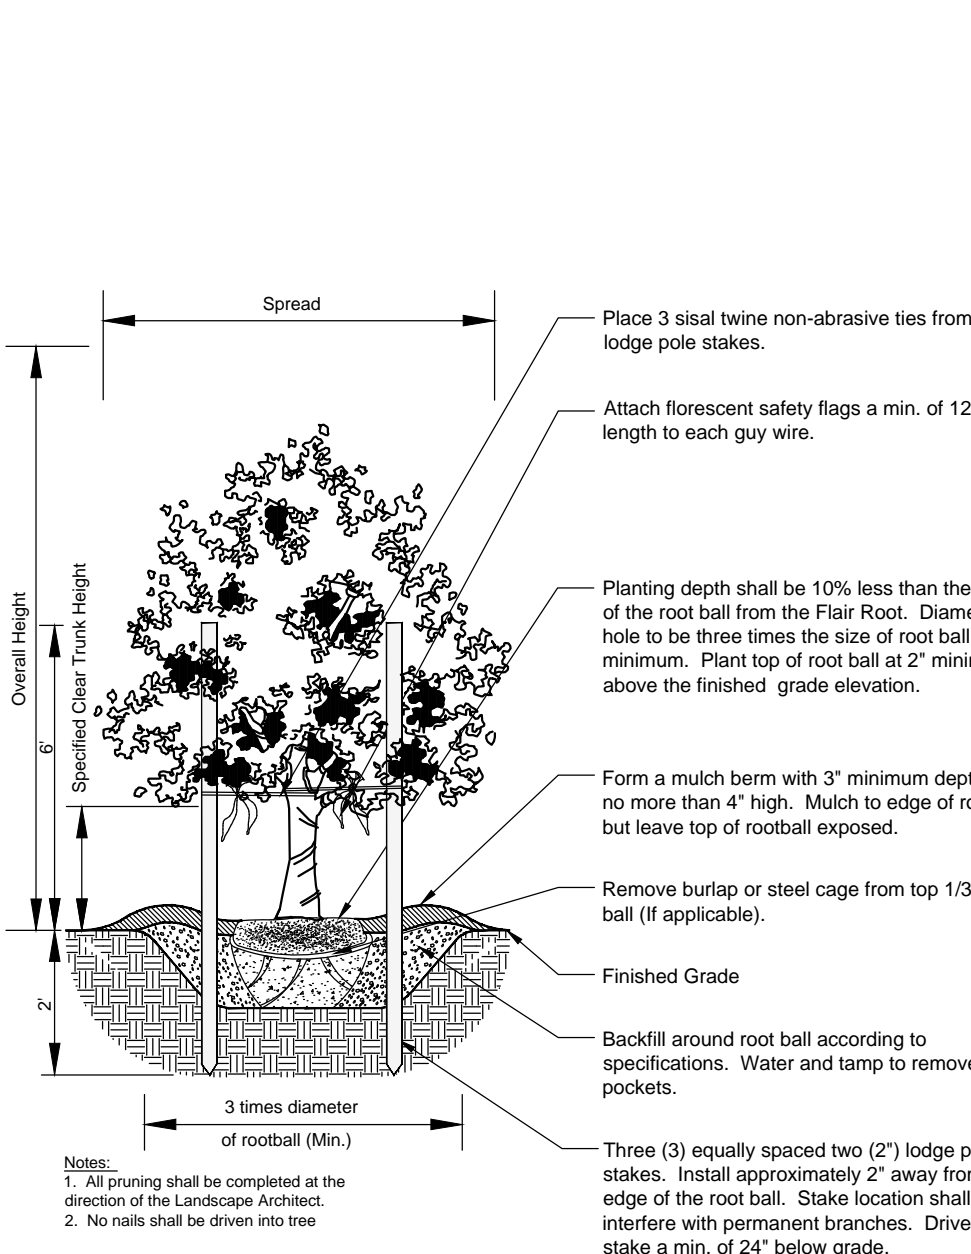 Spread
Overall Height
6'
Specified Clear Trunk Height
2'
3 times diameter
of rootball (Min.)
Notes:
1. All pruning shall be completed at the
direction of the Landscape Architect.
2. No nails shall be driven into tree
Place 3 sisal twine non-abrasive ties from
lodge pole stakes.
Attach florescent safety flags a min. of 12
length to each guy wire.
Planting depth shall be 10% less than the
of the root ball from the Flair Root. Diame
hole to be three times the size of root ball
minimum. Plant top of root ball at 2" minin
above the finished grade elevation.
Form a mulch berm with 3" minimum dept
no more than 4" high. Mulch to edge of ro
but leave top of rootball exposed.
Remove burlap or steel cage from top 1/3
ball (If applicable).
Finished Grade
Backfill around root ball according to
specifications. Water and tamp to remove
pockets.
Three (3) equally spaced two (2") lodge p
stakes. Install approximately 2" away fror
edge of the root ball. Stake location shall
interfere with permanent branches. Drive
stake a min. of 24" below grade.